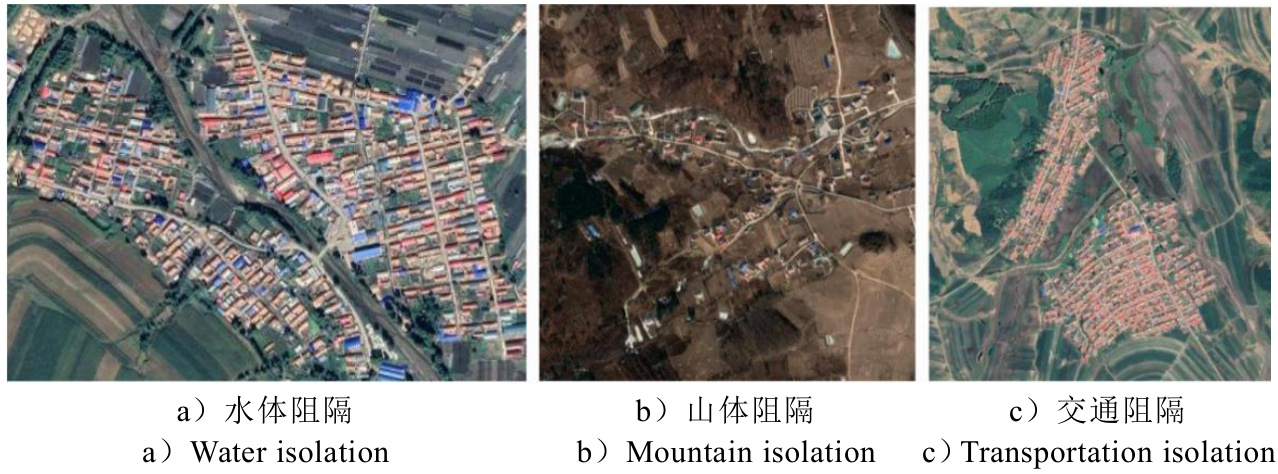 a）水体阻隔
b）山体阻隔
c）交通阻隔
a）Water isolation
b）Mountain isolation
c）Transportation isolation